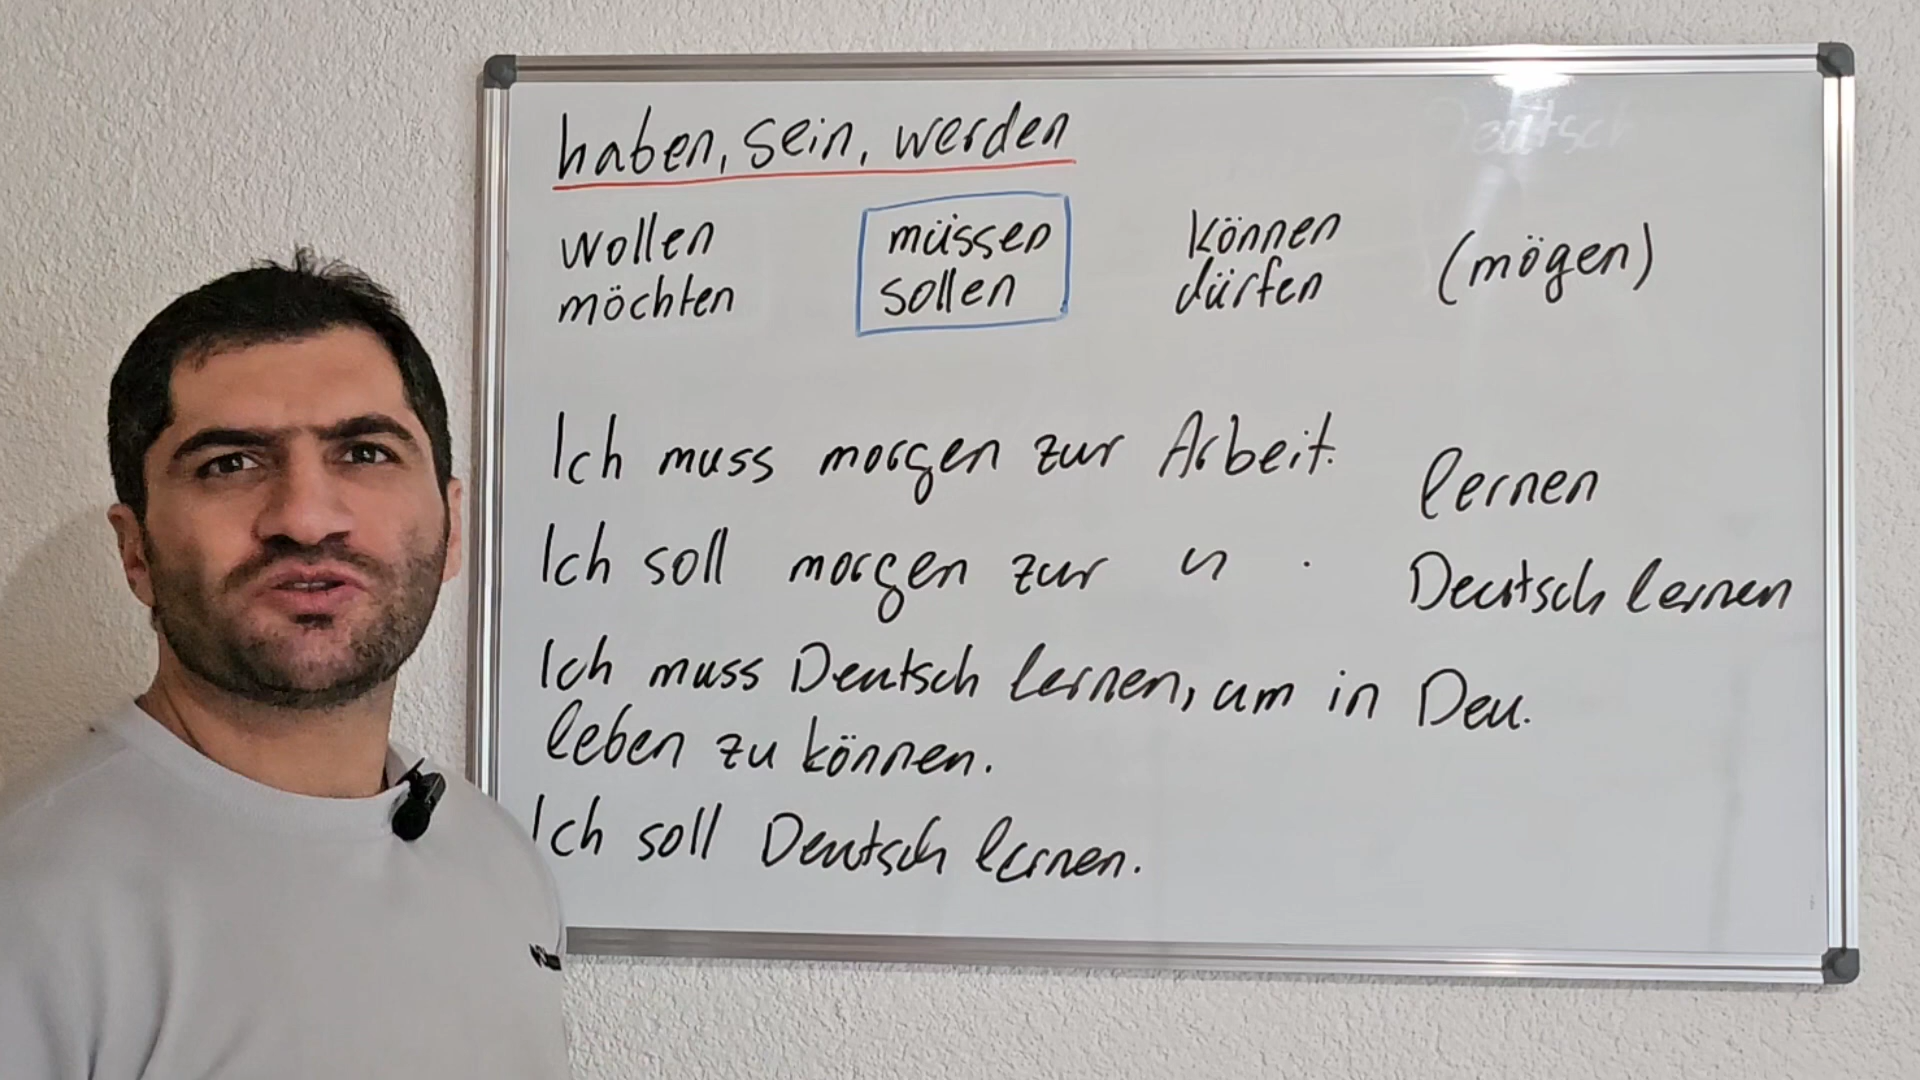 haben, sein, werden
wollen müssen können (mögen)
möchten sollen dürfen
Ich muss morgen zur Arbeit.
lernen
Ich soll morgen zur " .
Deutsch lernen
Ich muss Deutsch lernen, um in Deu.
leben zu können.
Ich soll Deutsch lernen.
Deutsch